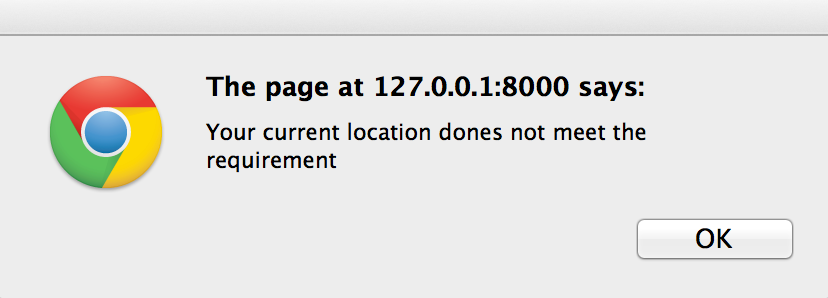 The page at 127.0.0.1:8000 says:
Your current location dones not meet the
requirement
OK